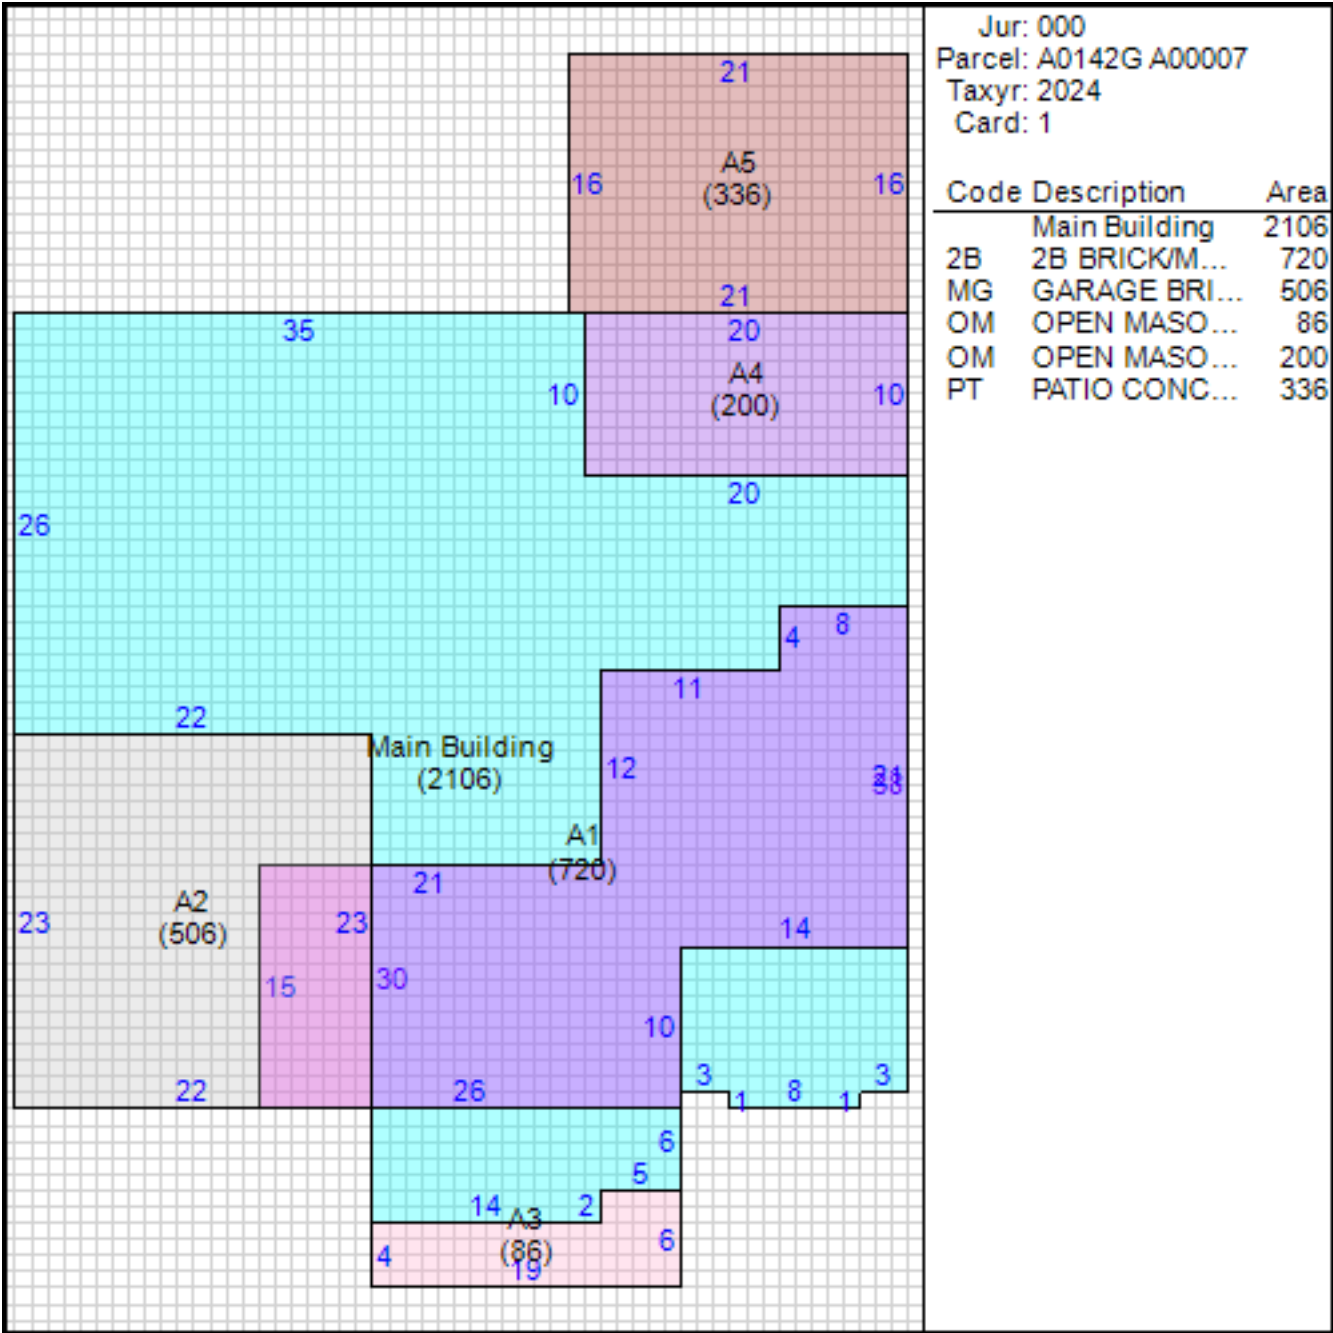 Jur: 000
Parcel: A0142G A00007
Taxyr: 2024
Card: 1
Code Description Area
Main Building 2106
2B 2B BRICK/M... 720
MG GARAGE BRI... 506
OM OPEN MASO... 86
OM OPEN MASO... 200
PT PATIO CONC... 336
21
A5
16 (336) 16
21
35 20
A4
10 (200) 10
20
26
8
4
11
22
Main Building
(2106)
12
A1
(720)
21
A2
(506)
23 23
14
15 30
10
22 26
3 8 3
1 1
6
5
14 2
A3
(86)
4 6
19